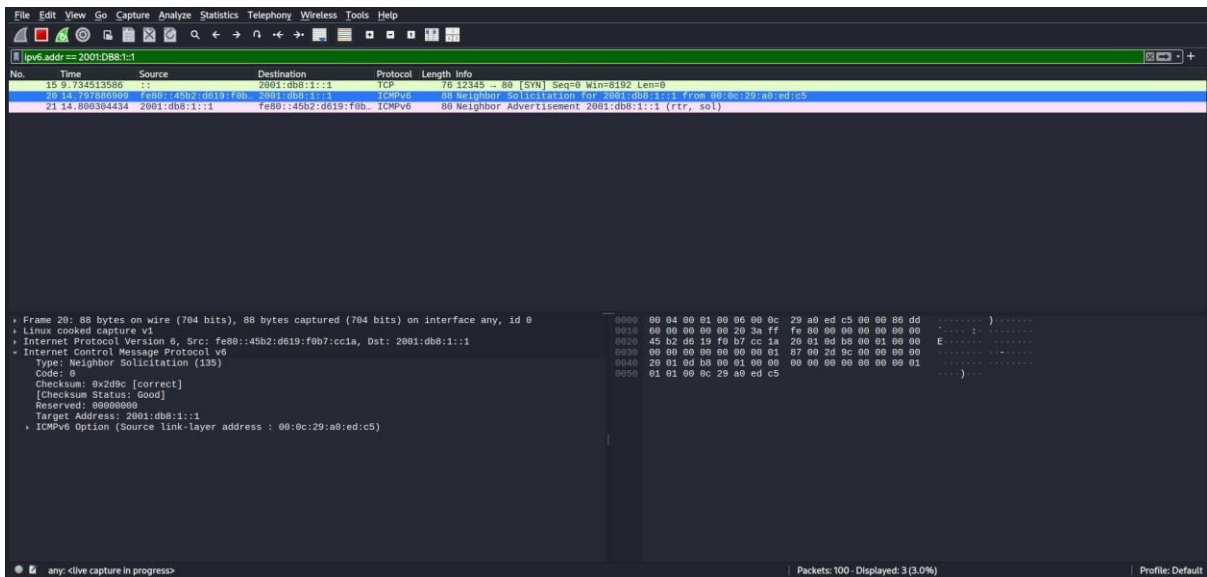 File Edit View Go Capture Analyze Statistics Telephony Wireless Tools Help
ipv6.addr == 2001:DB8:1::1
No. Time Source Destination Protocol Length Info
15 9.734513586 :: 2001:db8:1::1 TCP 76 12345 → 80 [SYN] Seq=0 Win=8192 Len=0
20 14.797886909 fe80::45b2:d619:f0b… 2001:db8:1::1 ICMPv6 88 Neighbor Solicitation for 2001:db8:1::1 from 00:0c:29:a0:ed:c5
21 14.800304434 2001:db8:1::1 fe80::45b2:d619:f0b… ICMPv6 80 Neighbor Advertisement 2001:db8:1::1 (rtr, sol)
Frame 20: 88 bytes on wire (704 bits), 88 bytes captured (704 bits) on interface any, id 0
Linux cooked capture v1
Internet Protocol Version 6, Src: fe80::45b2:d619:f0b7:cc1a, Dst: 2001:db8:1::1
Internet Control Message Protocol v6
Type: Neighbor Solicitation (135)
Code: 0
Checksum: 0x2d9c [correct]
[Checksum Status: Good]
Reserved: 00000000
Target Address: 2001:db8:1::1
ICMPv6 Option (Source link-layer address : 00:0c:29:a0:ed:c5)
0000 00 04 00 01 00 06 00 0c 29 a0 ed c5 00 00 86 dd ········ )·······
0010 60 00 00 00 00 20 3a ff fe 80 00 00 00 00 00 00 `···· :· ········
0020 45 b2 d6 19 f0 b7 cc 1a 20 01 0d b8 00 01 00 00 E······· ·······
0030 00 00 00 00 00 00 00 01 87 00 2d 9c 00 00 00 00 ········ ··-·····
0040 20 01 0d b8 00 01 00 00 00 00 00 00 00 00 00 01 ······· ········
0050 01 01 00 0c 29 a0 ed c5 ····)···
any: <live capture in progress>
Packets: 100 · Displayed: 3 (3.0%)
Profile: Default